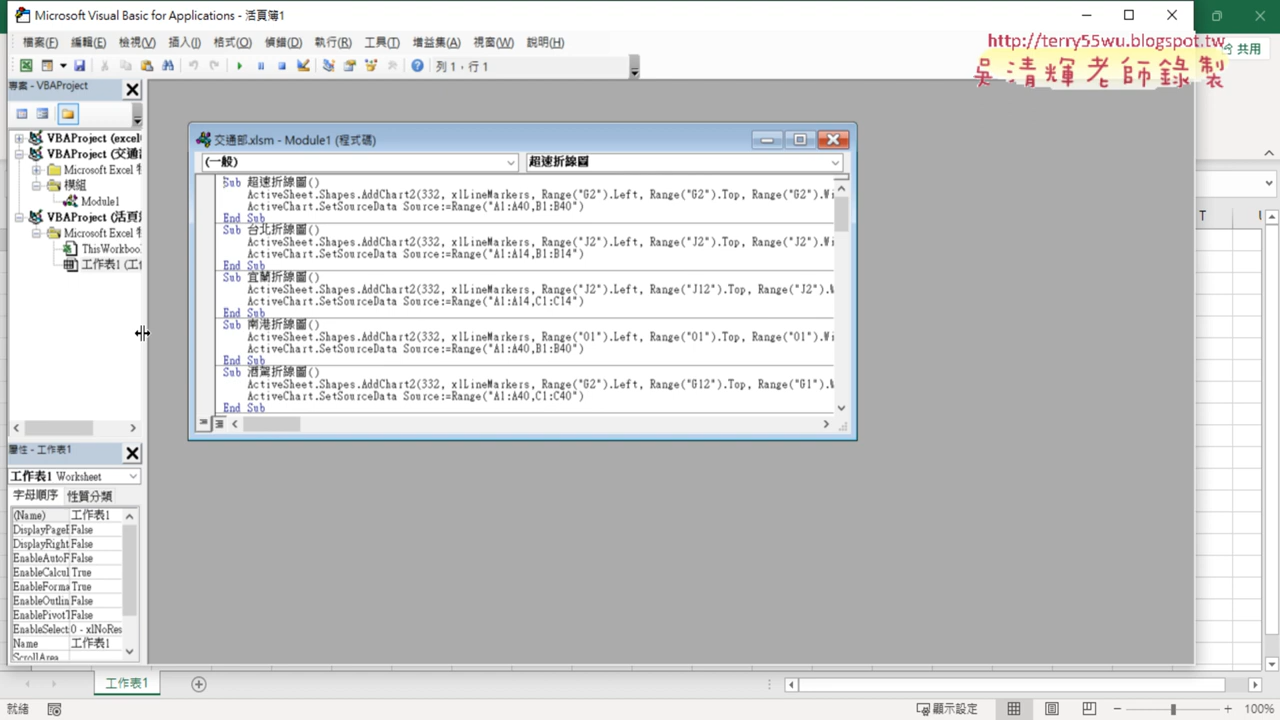 Microsoft Visual Basic for Applications - 活頁簿1
檔案(F) 編輯(E) 檢視(V) 插入(I) 格式(O) 偵錯(D) 執行(R) 工具(T) 增益集(A) 視窗(W) 說明(H)
http://terry55wu.blogspot.tw
吳清輝老師錄製
共用
列 1，行 1
專案 - VBAProject
VBAProject (excel
VBAProject (交通
Microsoft Excel
模組
Module1
VBAProject (活頁
Microsoft Excel
ThisWorkboo
工作表1 (工
交通部.xlsm - Module1 (程式碼)
(一般) 超速折線圖
Sub 超速折線圖()
ActiveSheet.Shapes.AddChart2(332, xlLineMarkers, Range("G2").Left, Range("G2").Top, Range("G2").Wi
ActiveChart.SetSourceData Source:=Range("A1:A40,B1:B40")
End Sub
Sub 台北折線圖()
ActiveSheet.Shapes.AddChart2(332, xlLineMarkers, Range("J2").Left, Range("J2").Top, Range("J2").Wi
ActiveChart.SetSourceData Source:=Range("A1:A14,B1:B14")
End Sub
Sub 宜蘭折線圖()
ActiveSheet.Shapes.AddChart2(332, xlLineMarkers, Range("J2").Left, Range("J12").Top, Range("J2").W
ActiveChart.SetSourceData Source:=Range("A1:A14,C1:C14")
End Sub
Sub 南港折線圖()
ActiveSheet.Shapes.AddChart2(332, xlLineMarkers, Range("O1").Left, Range("O1").Top, Range("O1").Wi
ActiveChart.SetSourceData Source:=Range("A1:A40,B1:B40")
End Sub
Sub 酒駕折線圖()
ActiveSheet.Shapes.AddChart2(332, xlLineMarkers, Range("G2").Left, Range("G12").Top, Range("G1").W
ActiveChart.SetSourceData Source:=Range("A1:A40,C1:C40")
End Sub
屬性 - 工作表1
工作表1 Worksheet
字母順序 性質分類
(Name) 工作表1
DisplayPageE False
DisplayRight False
EnableAutoF False
EnableCalcul True
EnableForma True
EnableOutlin False
EnablePivotT False
EnableSelect 0 - xlNoRes
Name 工作表1
ScrollArea
T
工作表1
就緒
顯示設定
100%